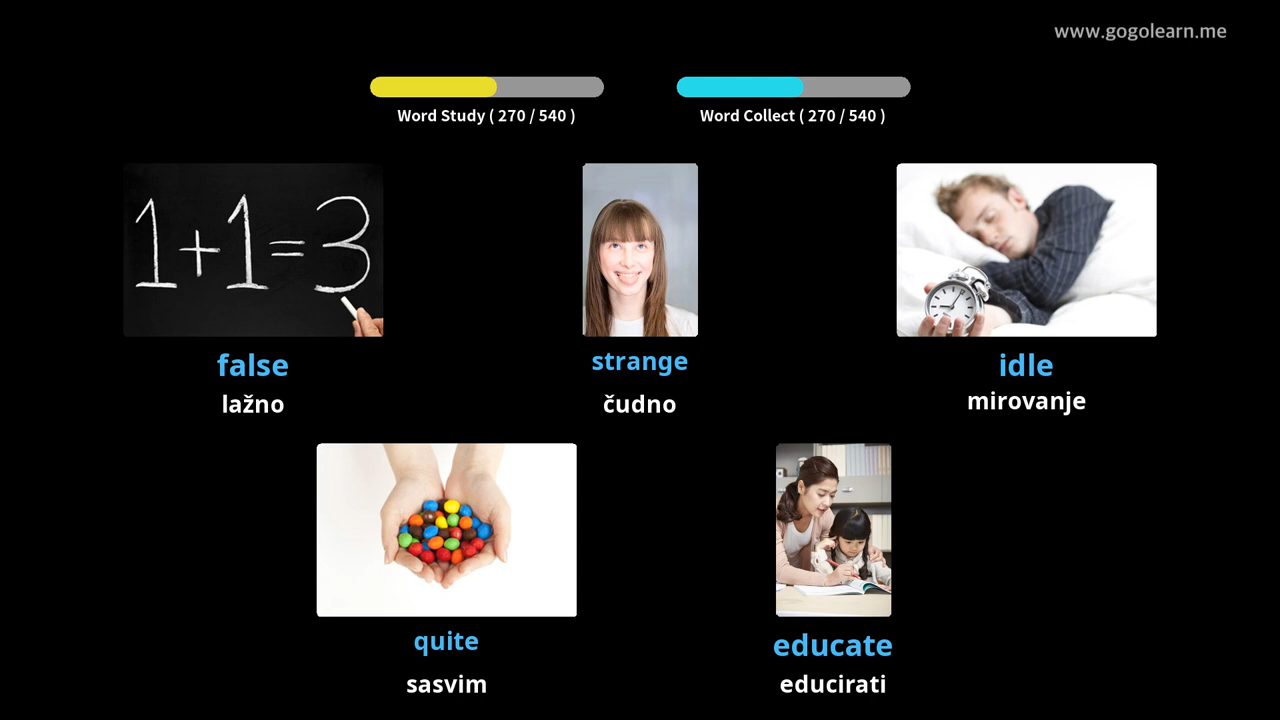 www.gogolearn.me
Word Study ( 270 / 540 )
Word Collect ( 270 / 540 )
1+1=3
false
lažno
strange
čudno
idle
mirovanje
quite
sasvim
educate
educirati